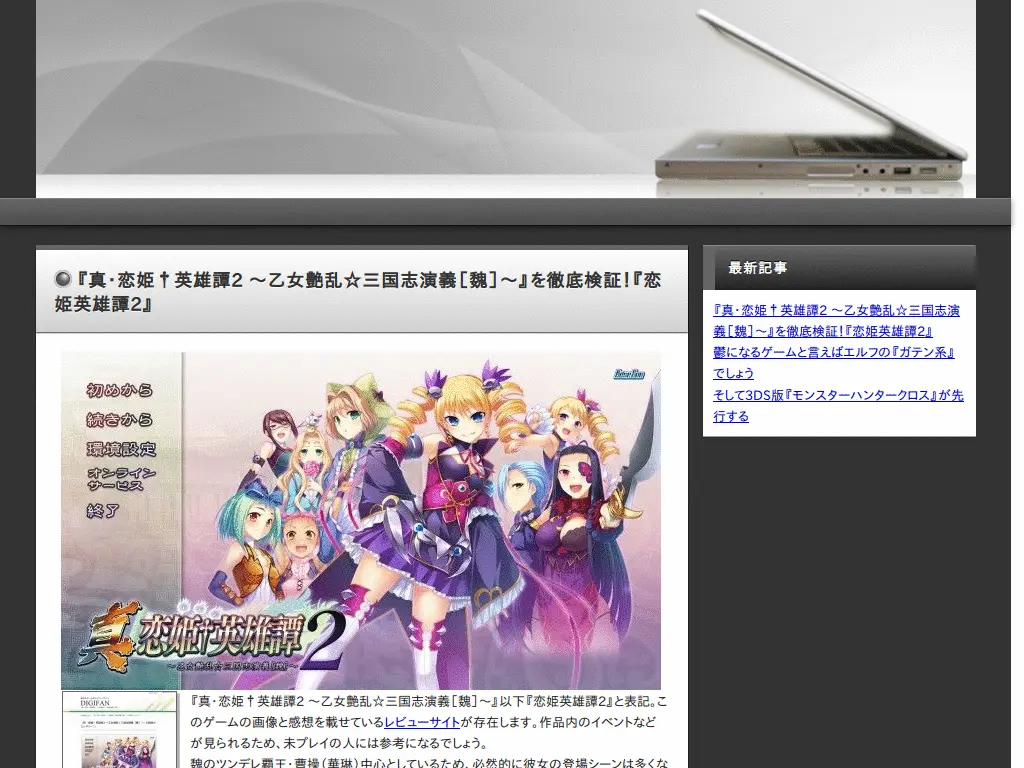 『真･恋姫†英雄譚2 ～乙女艶乱☆三国志演義［魏］～』を徹底検証！『恋
姫英雄譚2』
初めから
続きから
環境設定
オンライン
サービス
終了
BaseSon
真 恋姫†英雄譚2
～乙女艶乱☆三国志演義［魏］～
DIGIFAN
『真･恋姫†英雄譚2 ～乙女艶乱☆三国志演義［魏］～』以下『恋姫英雄譚2』と表記。こ
のゲームの画像と感想を載せているレビューサイトが存在します。作品内のイベントなど
が見られるため、未プレイの人には参考になるでしょう。
魏のツンデレ覇王･曹操（華琳）中心としているため、必然的に彼女の登場シーンは多くな
最新記事
『真･恋姫†英雄譚2 ～乙女艶乱☆三国志演
義［魏］～』を徹底検証！『恋姫英雄譚2』
鬱になるゲームと言えばエルフの『ガテン系』
でしょう
そして3DS版『モンスターハンタークロス』が先
行する